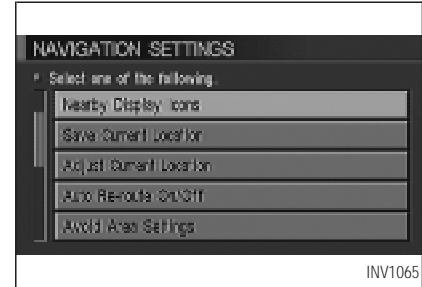 NAVIGATION SETTINGS
Select one of the following.
Nearby Display Icons
Save Current Location
Adjust Current Location
Auto Re-route On/Off
Avoid Area Settings
INV1065